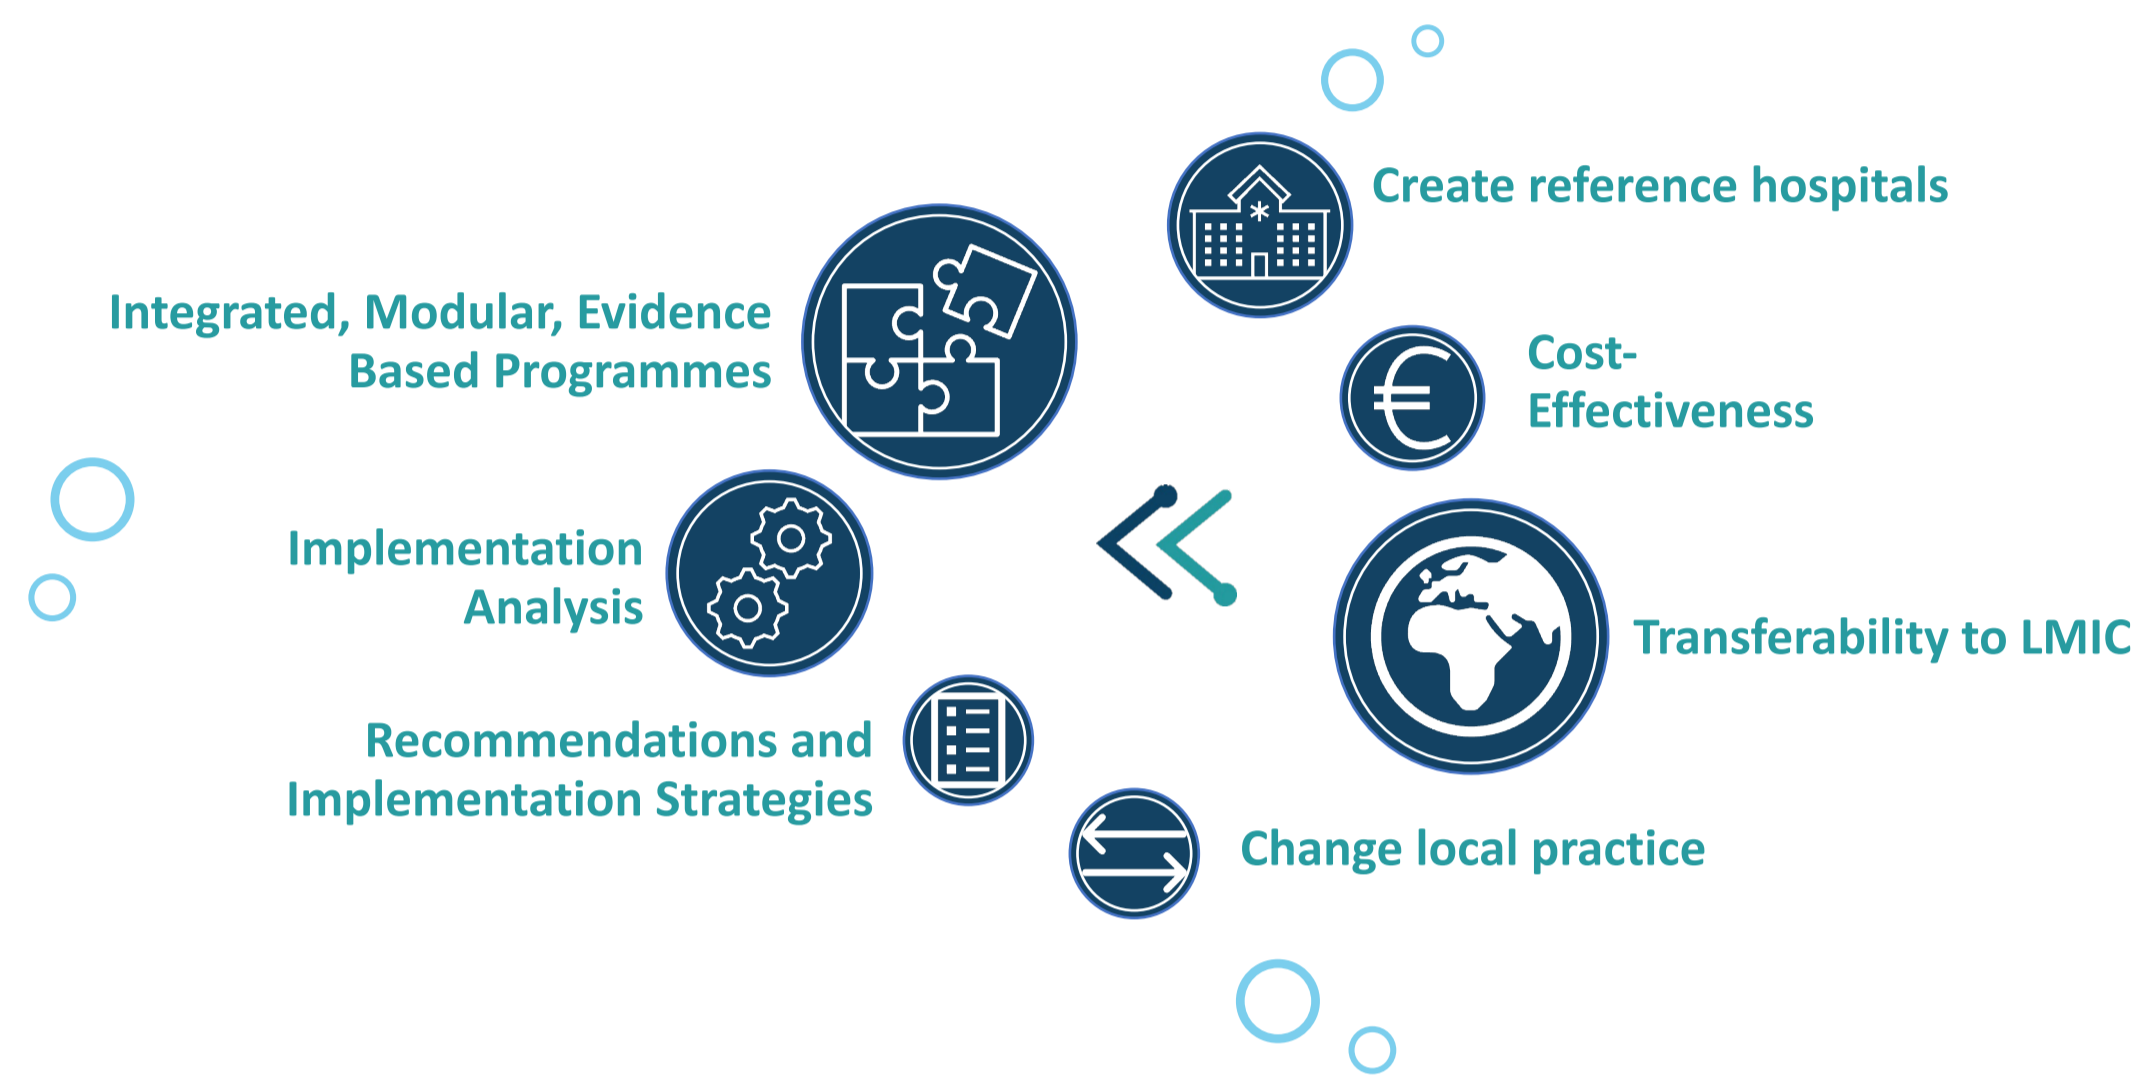 Create reference hospitals
Integrated, Modular, Evidence
Based Programmes
Cost-
Effectiveness
Implementation
Analysis
Transferability to LMIC
Recommendations and
Implementation Strategies
Change local practice